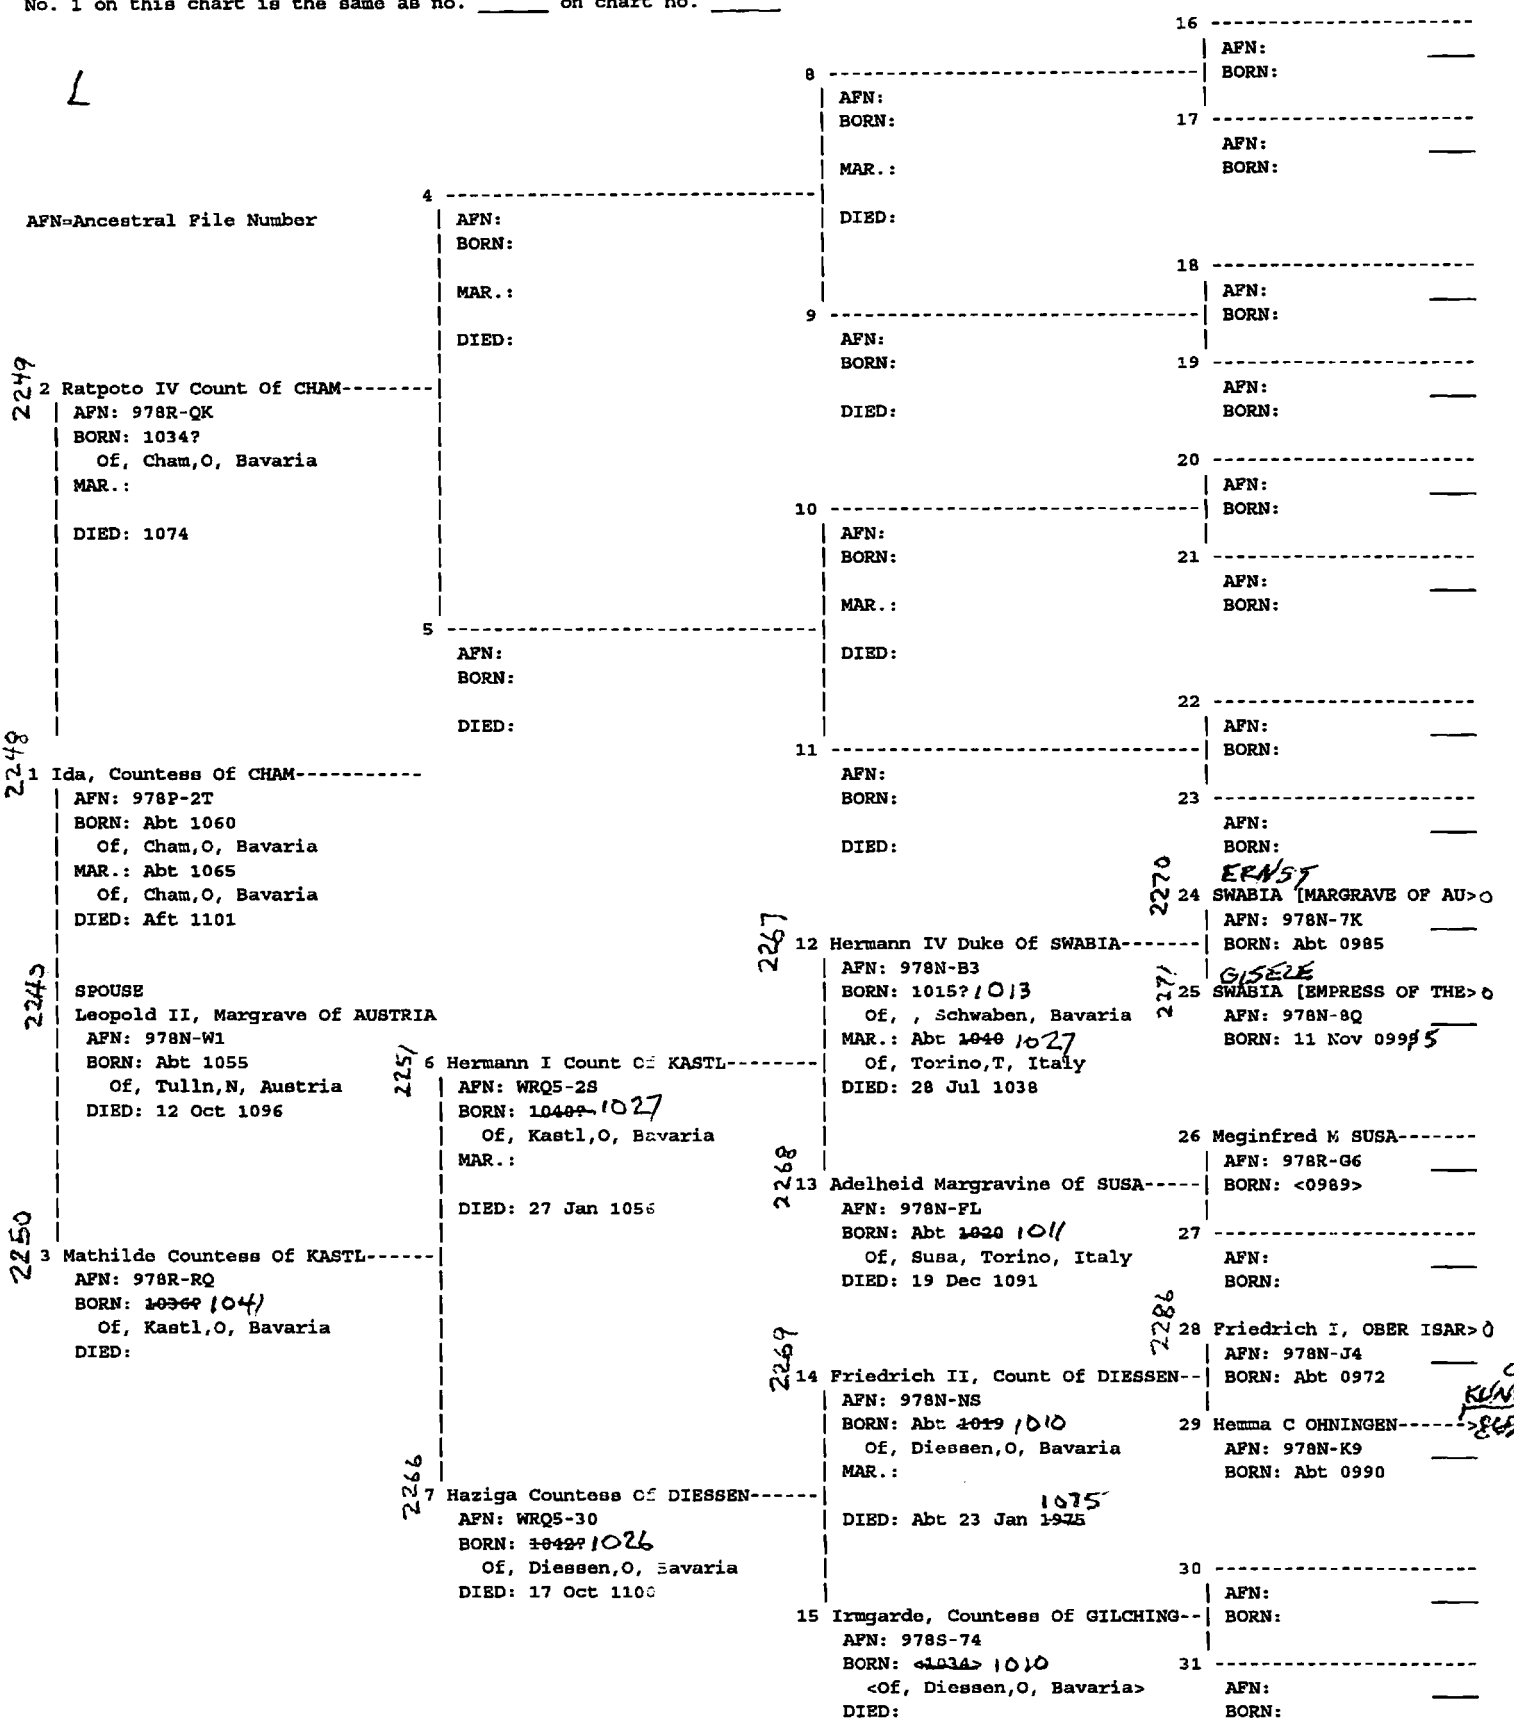 No. 1 on this chart is the same as no. _____ on chart no. _____
L
AFN=Ancestral File Number
2249
2 Ratpoto IV Count Of CHAM
AFN: 978R-QK
BORN: 1034?
Of, Cham,O, Bavaria
MAR.:
DIED: 1074
2248
1 Ida, Countess Of CHAM
AFN: 978P-2T
BORN: Abt 1060
Of, Cham,O, Bavaria
MAR.: Abt 1065
Of, Cham,O, Bavaria
DIED: Aft 1101
SPOUSE
Leopold II, Margrave Of AUSTRIA
AFN: 978N-W1
BORN: Abt 1055
Of, Tulln,N, Austria
DIED: 12 Oct 1096
2250
3 Mathilde Countess Of KASTL
AFN: 978R-RQ
BORN: 1036? 1041
Of, Kastl,O, Bavaria
DIED:
4
AFN:
BORN:
MAR.:
DIED:
5
AFN:
BORN:
DIED:
2251
6 Hermann I Count Of KASTL
AFN: WRQ5-2S
BORN: 1040? 1027
Of, Kastl,O, Bavaria
MAR.:
DIED: 27 Jan 1056
2266
7 Haziga Countess Of DIESSEN
AFN: WRQ5-30
BORN: 1042? 1026
Of, Diessen,O, Bavaria
DIED: 17 Oct 1100
8
AFN:
BORN:
MAR.:
DIED:
9
AFN:
BORN:
DIED:
10
AFN:
BORN:
MAR.:
DIED:
11
AFN:
BORN:
DIED:
2267
12 Hermann IV Duke Of SWABIA
AFN: 978N-B3
BORN: 1015? 1013
Of, , Schwaben, Bavaria
MAR.: Abt 1040 1027
Of, Torino,T, Italy
DIED: 28 Jul 1038
2268
13 Adelheid Margravine Of SUSA
AFN: 978N-FL
BORN: Abt 1020 1011
Of, Susa, Torino, Italy
DIED: 19 Dec 1091
2269
14 Friedrich II, Count Of DIESSEN
AFN: 978N-NS
BORN: Abt 1019 1010
Of, Diessen,O, Bavaria
MAR.:
1075
DIED: Abt 23 Jan 1975
15 Irmgarde, Countess Of GILCHING
AFN: 978S-74
BORN: <1034> 1010
<Of, Diessen,O, Bavaria>
DIED:
16
AFN:
BORN:
17
AFN:
BORN:
18
AFN:
BORN:
19
AFN:
BORN:
20
AFN:
BORN:
21
AFN:
BORN:
22
AFN:
BORN:
23
AFN:
BORN:
2270
ERNST
24 SWABIA [MARGRAVE OF AU>
AFN: 978N-7K
BORN: Abt 0985
2271
GISELE
25 SWABIA [EMPRESS OF THE>
AFN: 978N-8Q
BORN: 11 Nov 099 5
26 Meginfred M SUSA
AFN: 978R-G6
BORN: <0989>
27
AFN:
BORN:
2286
28 Friedrich I, OBER ISAR>
AFN: 978N-J4
BORN: Abt 0972
29 Hemma C OHNINGEN
AFN: 978N-K9
BORN: Abt 0990
30
AFN:
BORN:
31
AFN:
BORN: